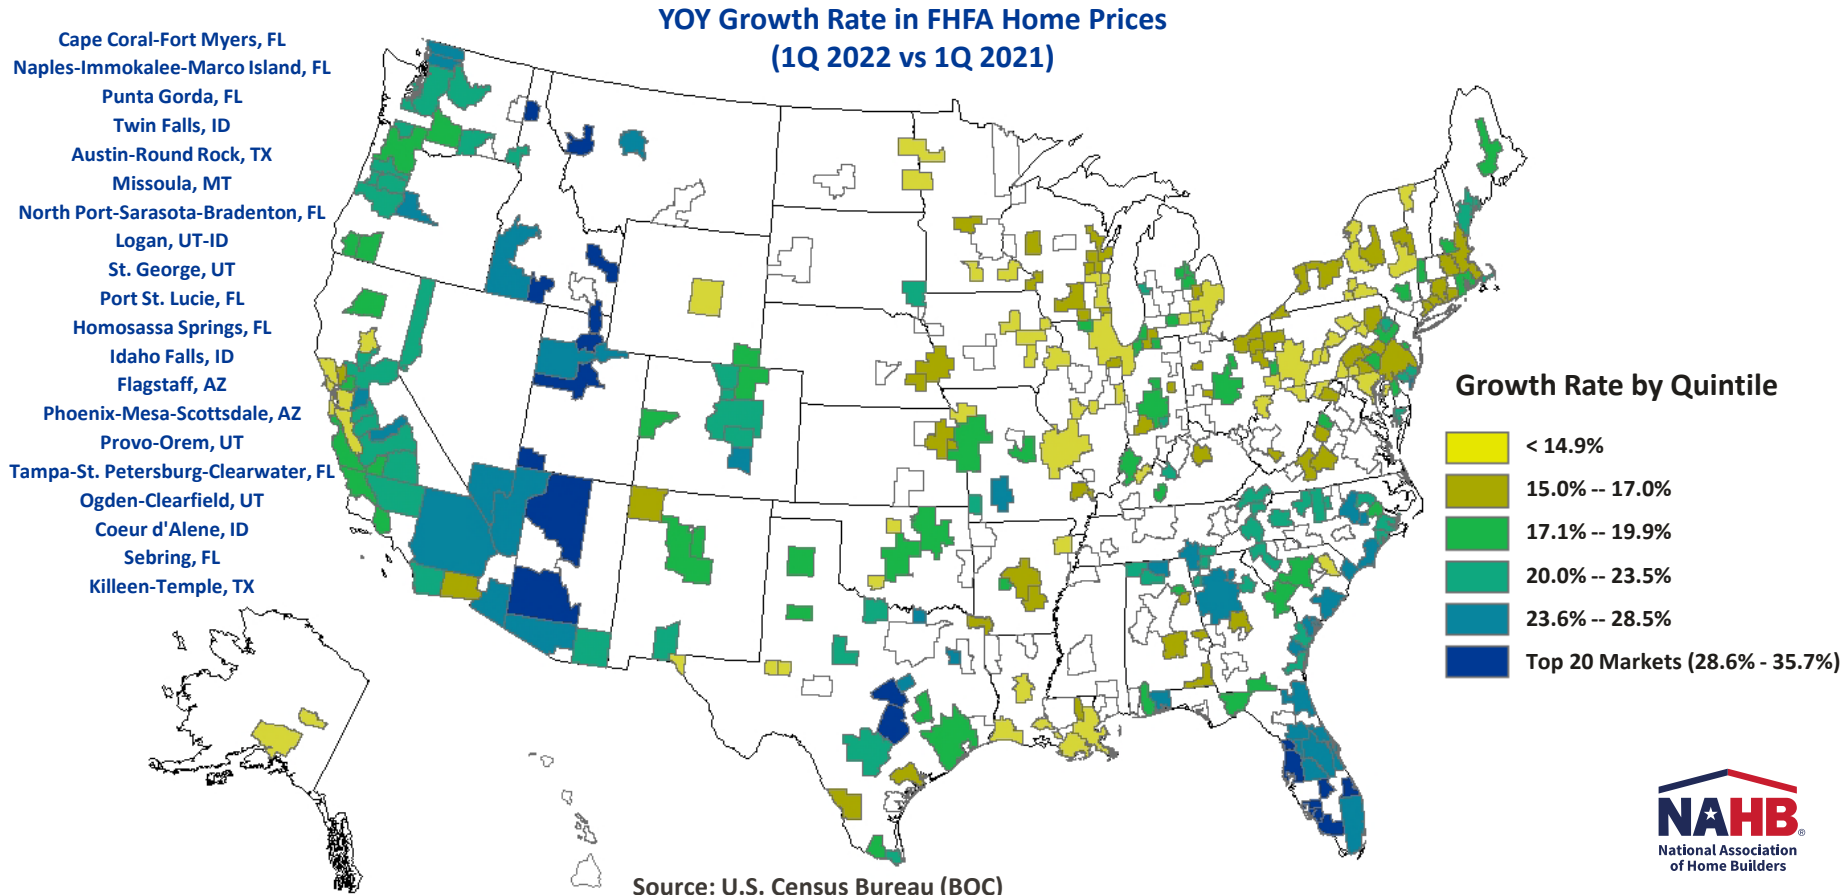 YOY Growth Rate in FHFA Home Prices
(1Q 2022 vs 1Q 2021)
Cape Coral-Fort Myers, FL
Naples-Immokalee-Marco Island, FL
Punta Gorda, FL
Twin Falls, ID
Austin-Round Rock, TX
Missoula, MT
North Port-Sarasota-Bradenton, FL
Logan, UT-ID
St. George, UT
Port St. Lucie, FL
Homosassa Springs, FL
Idaho Falls, ID
Flagstaff, AZ
Phoenix-Mesa-Scottsdale, AZ
Provo-Orem, UT
Tampa-St. Petersburg-Clearwater, FL
Ogden-Clearfield, UT
Coeur d'Alene, ID
Sebring, FL
Killeen-Temple, TX
Growth Rate by Quintile
< 14.9%
15.0% -- 17.0%
17.1% -- 19.9%
20.0% -- 23.5%
23.6% -- 28.5%
Top 20 Markets (28.6% - 35.7%)
NAHB®
National Association
of Home Builders
Source: U.S. Census Bureau (BOC)